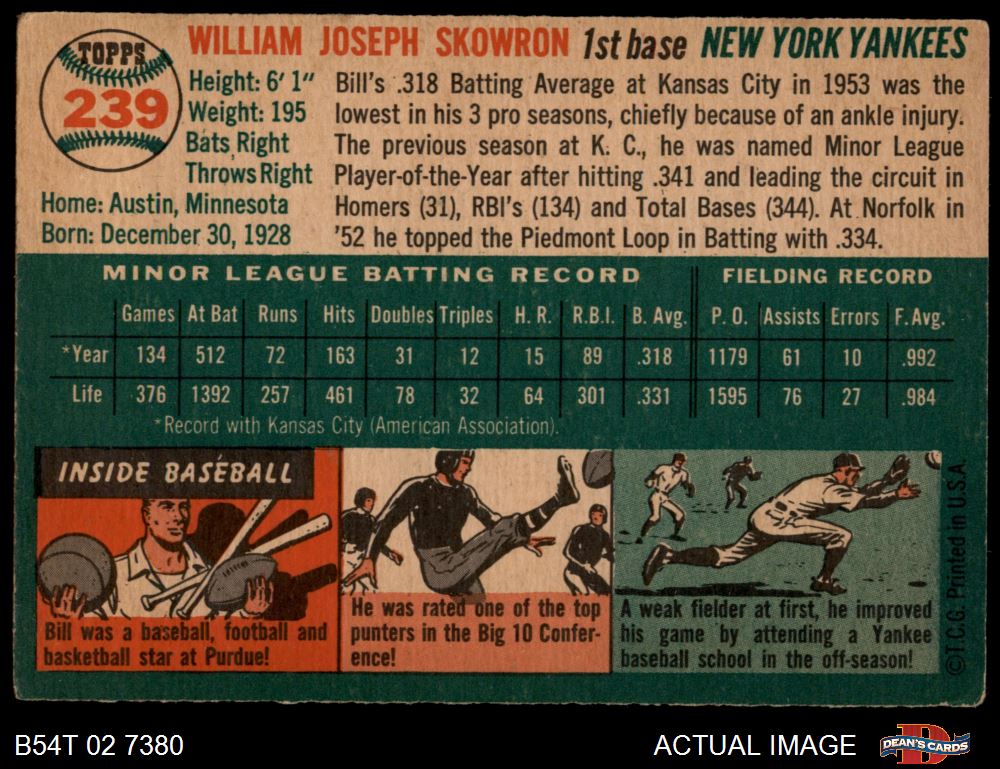 TOPPS
239
WILLIAM JOSEPH SKOWRON 1st base NEW YORK YANKEES
Height: 6' 1"
Weight: 195
Bats Right
Throws Right
Home: Austin, Minnesota
Born: December 30, 1928
Bill's .318 Batting Average at Kansas City in 1953 was the
lowest in his 3 pro seasons, chiefly because of an ankle injury.
The previous season at K. C., he was named Minor League
Player-of-the-Year after hitting .341 and leading the circuit in
Homers (31), RBI's (134) and Total Bases (344). At Norfolk in
'52 he topped the Piedmont Loop in Batting with .334.
MINOR LEAGUE BATTING RECORD FIELDING RECORD
Games At Bat Runs Hits Doubles Triples H. R. R.B.I. B. Avg. P. O. Assists Errors F. Avg.
*Year 134 512 72 163 31 12 15 89 .318 1179 61 10 .992
Life 376 1392 257 461 78 32 64 301 .331 1595 76 27 .984
*Record with Kansas City (American Association).
INSIDE BASEBALL
Bill was a baseball, football and
basketball star at Purdue!
He was rated one of the top
punters in the Big 10 Confer-
ence!
A weak fielder at first, he improved
his game by attending a Yankee
baseball school in the off-season!
©T.C.G. Printed in U.S.A.
B54T 02 7380
ACTUAL IMAGE
DEAN'S CARDS